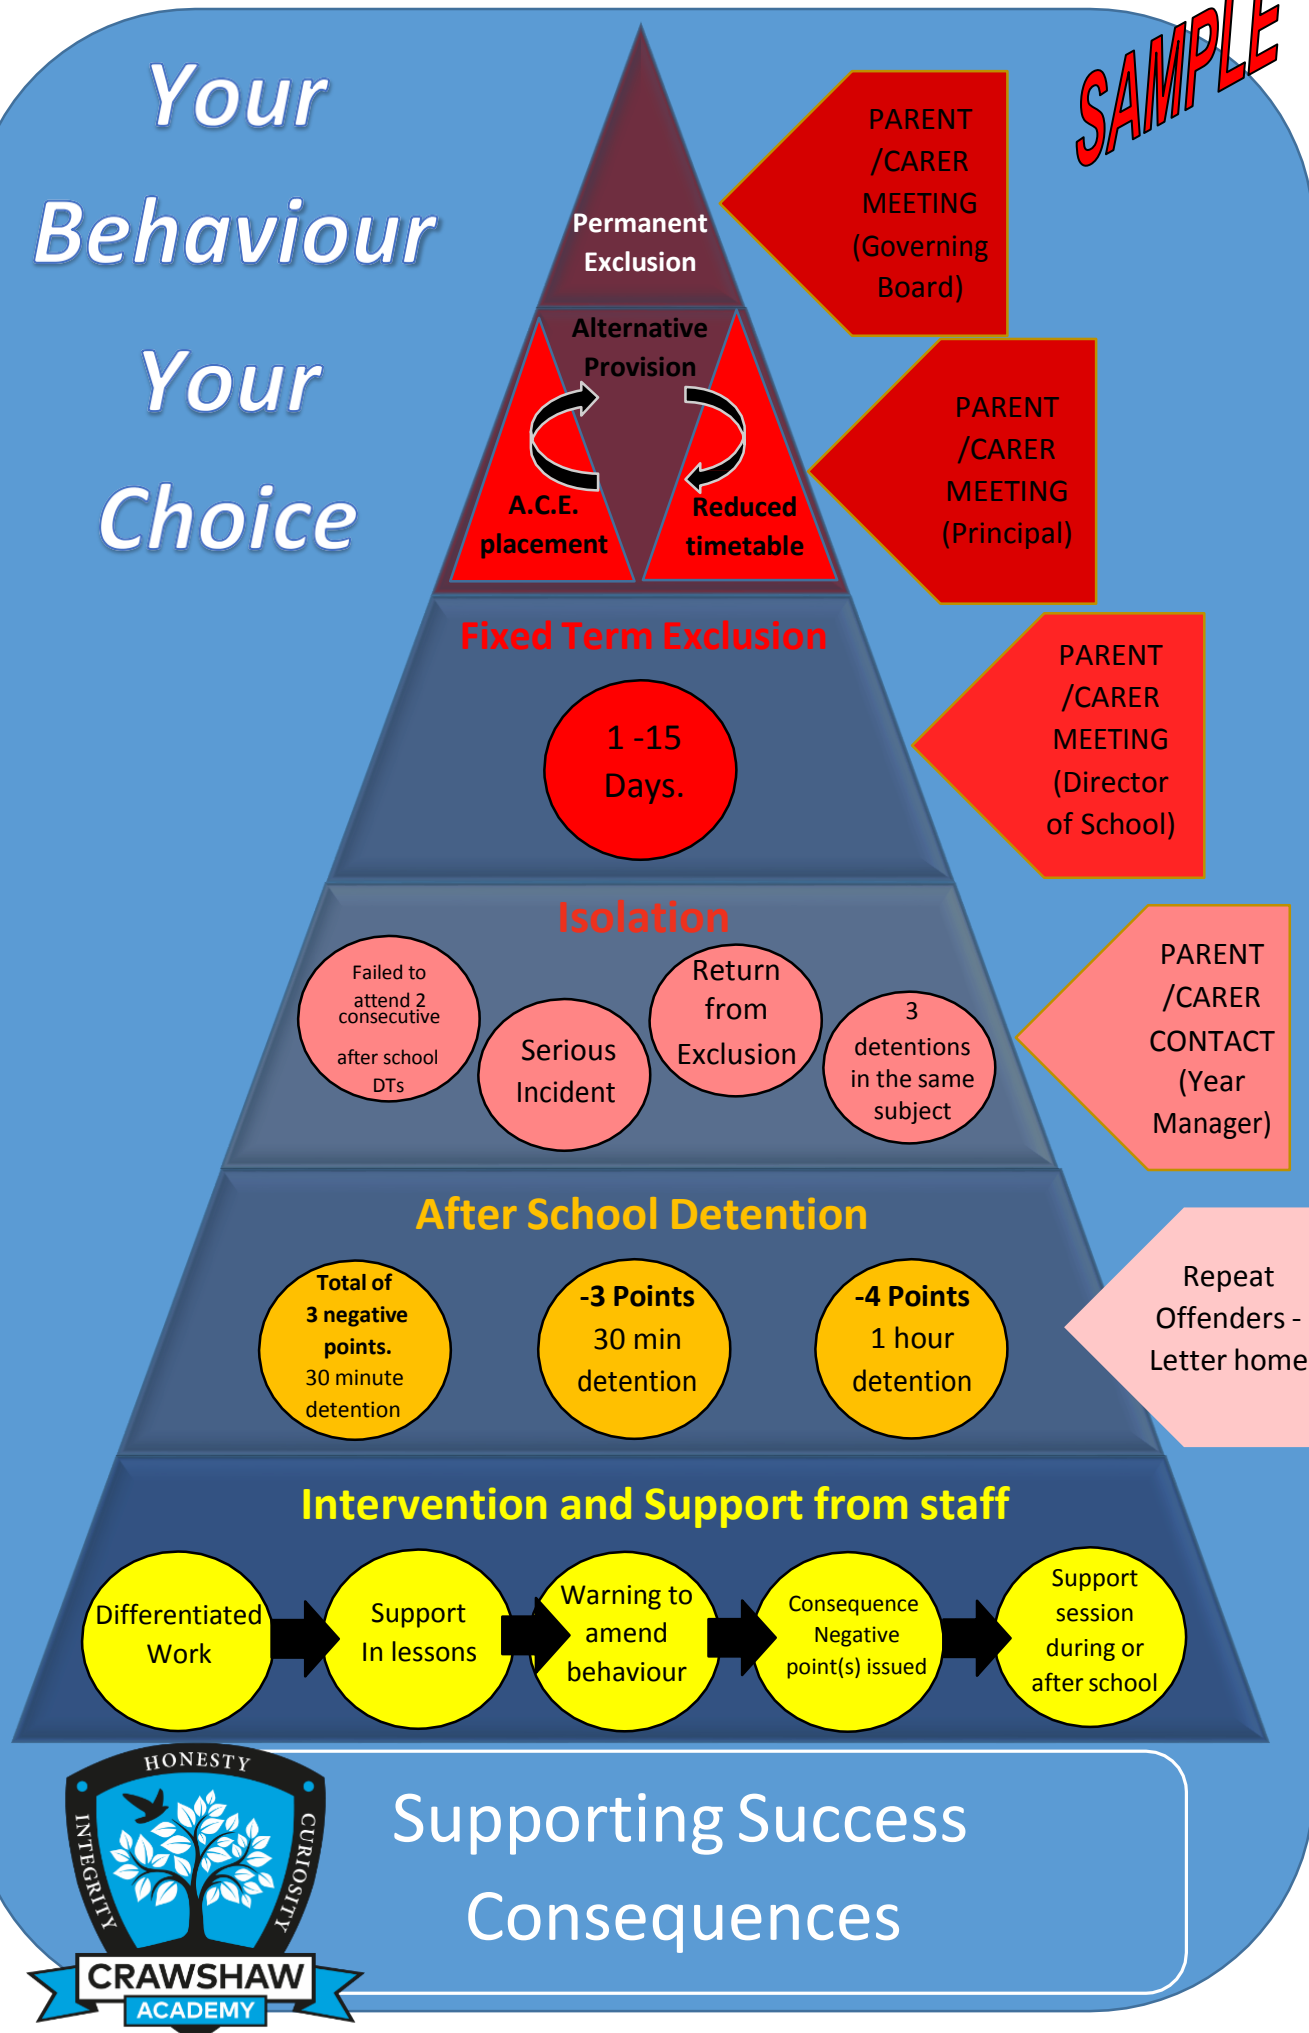 SAMPLE
Your
Behaviour
Your
Choice
Permanent
Exclusion
PARENT
/CARER
MEETING
(Governing
Board)
Alternative
Provision
A.C.E.
placement
Reduced
timetable
PARENT
/CARER
MEETING
(Principal)
Fixed Term Exclusion
1 -15
Days.
PARENT
/CARER
MEETING
(Director
of School)
Isolation
Failed to
attend 2
consecutive
after school
DTs
Serious
Incident
Return
from
Exclusion
3
detentions
in the same
subject
PARENT
/CARER
CONTACT
(Year
Manager)
After School Detention
Total of
3 negative
points.
30 minute
detention
-3 Points
30 min
detention
-4 Points
1 hour
detention
Repeat
Offenders -
Letter home
Intervention and Support from staff
Differentiated
Work
Support
In lessons
Warning to
amend
behaviour
Consequence
Negative
point(s) issued
Support
session
during or
after school
HONESTY
INTEGRITY
CURIOSITY
CRAWSHAW
ACADEMY
Supporting Success
Consequences